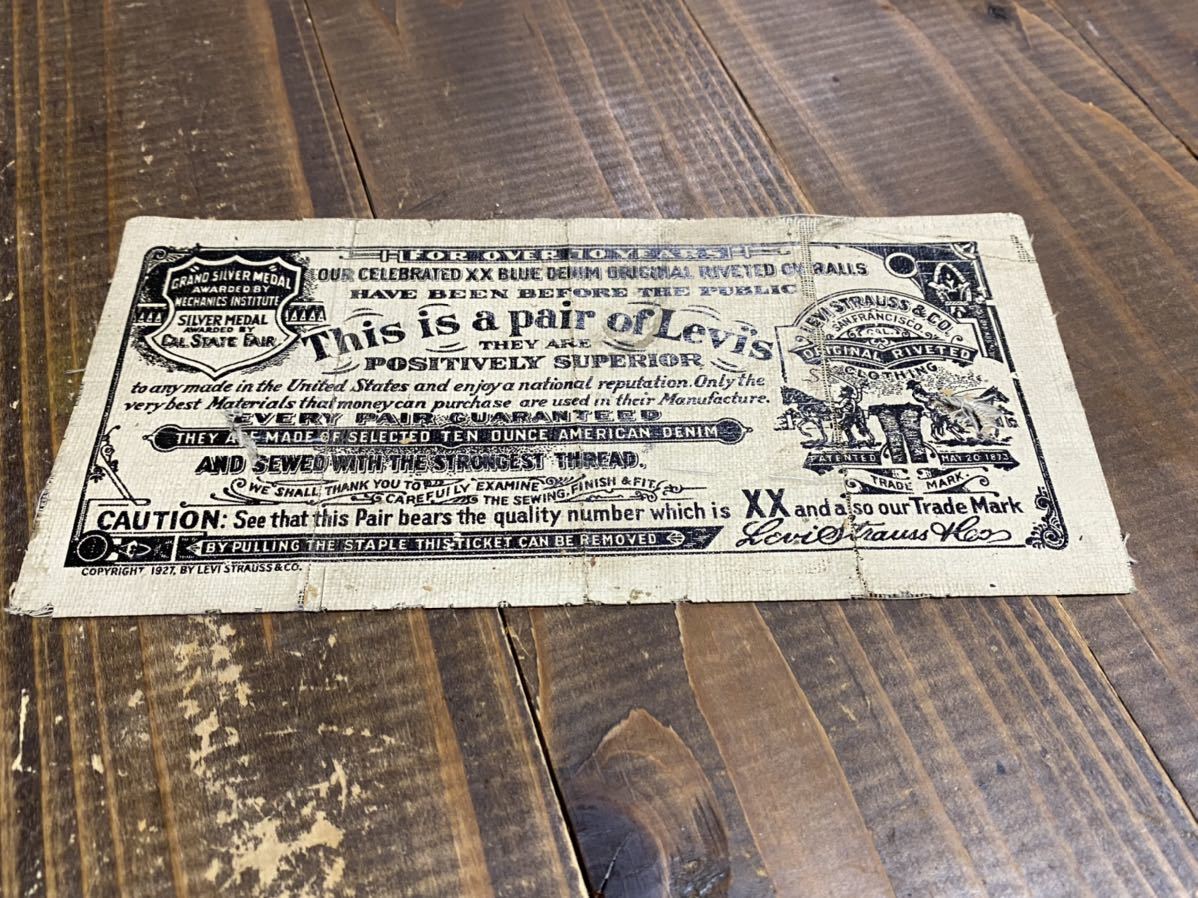 FOR OVER 70 YEARS
OUR CELEBRATED XX BLUE DENIM ORIGINAL RIVETED OV RALLS
HAVE BEEN BEFORE THE PUBLIC
GRAND SILVER MEDAL
AWARDED BY
MECHANICS INSTITUTE
SILVER MEDAL
AWARDED BY
CAL. STATE FAIR
This is a pair of Levi's
THEY ARE
POSITIVELY SUPERIOR
to any made in the United States and enjoy a national reputation. Only the
very best Materials that money can purchase are used in their Manufacture.
EVERY PAIR GUARANTEED
THEY ARE MADE OF SELECTED TEN OUNCE AMERICAN DENIM
AND SEWED WITH THE STRONGEST THREAD.
WE SHALL THANK YOU TO
CAREFULLY EXAMINE
THE SEWING, FINISH & FIT.
LEVI STRAUSS & CO.
SAN FRANCISCO,
CAL.
ORIGINAL RIVETED
CLOTHING
PATENTED MAY 20 1873
TRADE MARK.
CAUTION: See that this Pair bears the quality number which is XX and also our Trade Mark
BY PULLING THE STAPLE THIS TICKET CAN BE REMOVED
Levi Strauss & Co
COPYRIGHT 1927, BY LEVI STRAUSS & CO.